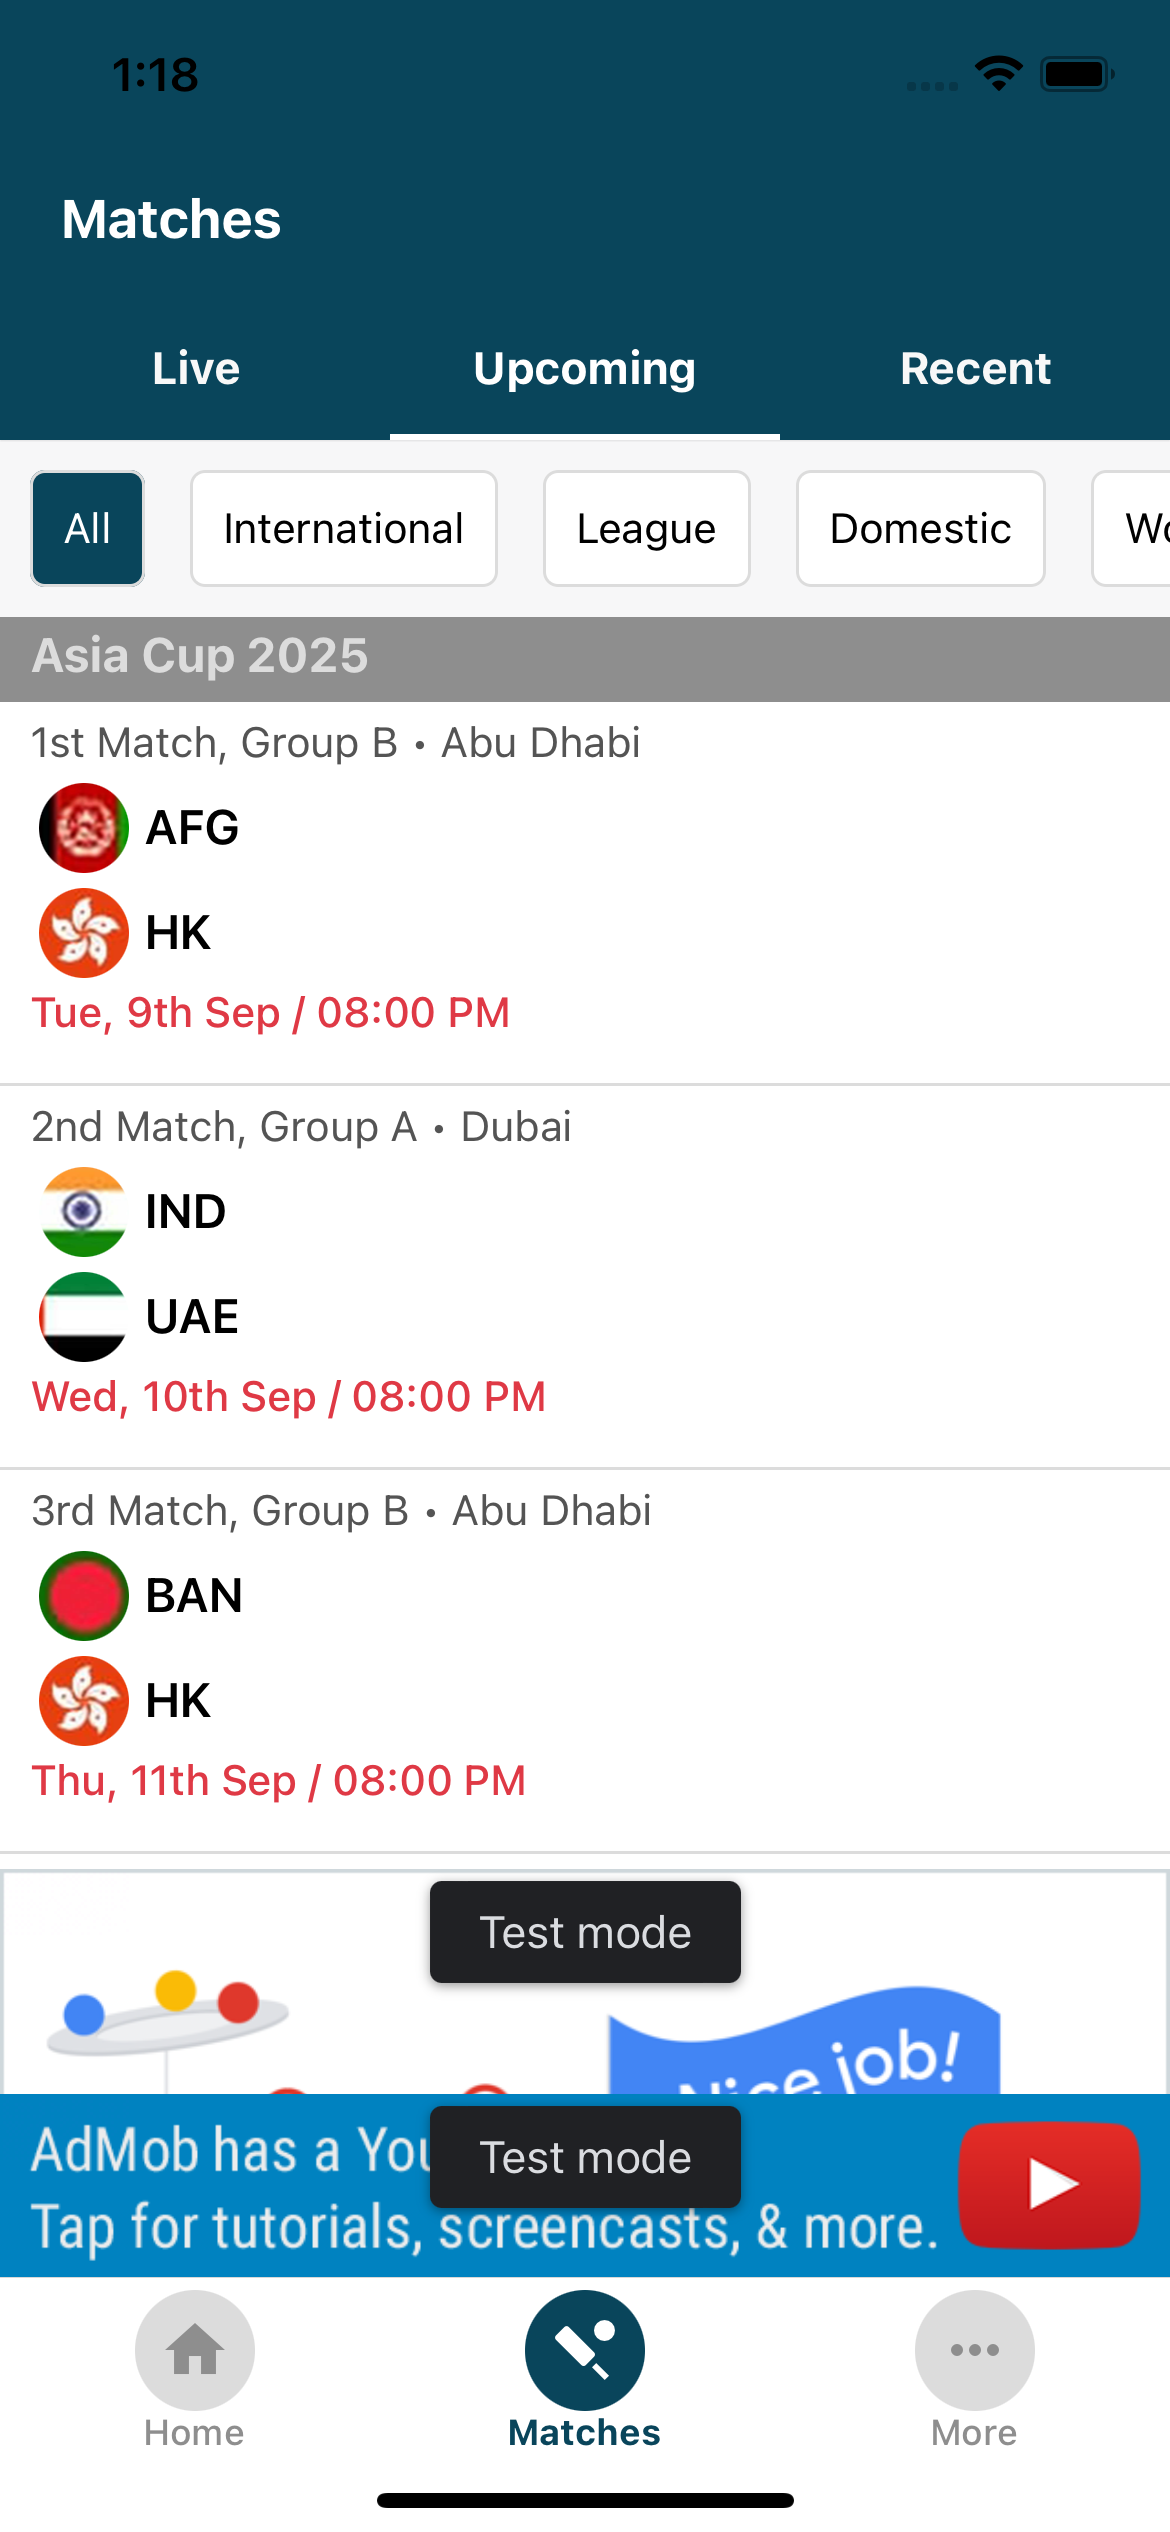 1:18
Matches
Live
Upcoming
Recent
All
International
League
Domestic
Asia Cup 2025
1st Match, Group B • Abu Dhabi
AFG
HK
Tue, 9th Sep / 08:00 PM
2nd Match, Group A • Dubai
IND
UAE
Wed, 10th Sep / 08:00 PM
3rd Match, Group B • Abu Dhabi
BAN
HK
Thu, 11th Sep / 08:00 PM
Test mode
Nice job!
AdMob has a
Test mode
Tap for tutorials, screencasts, & more.
Home
Matches
More